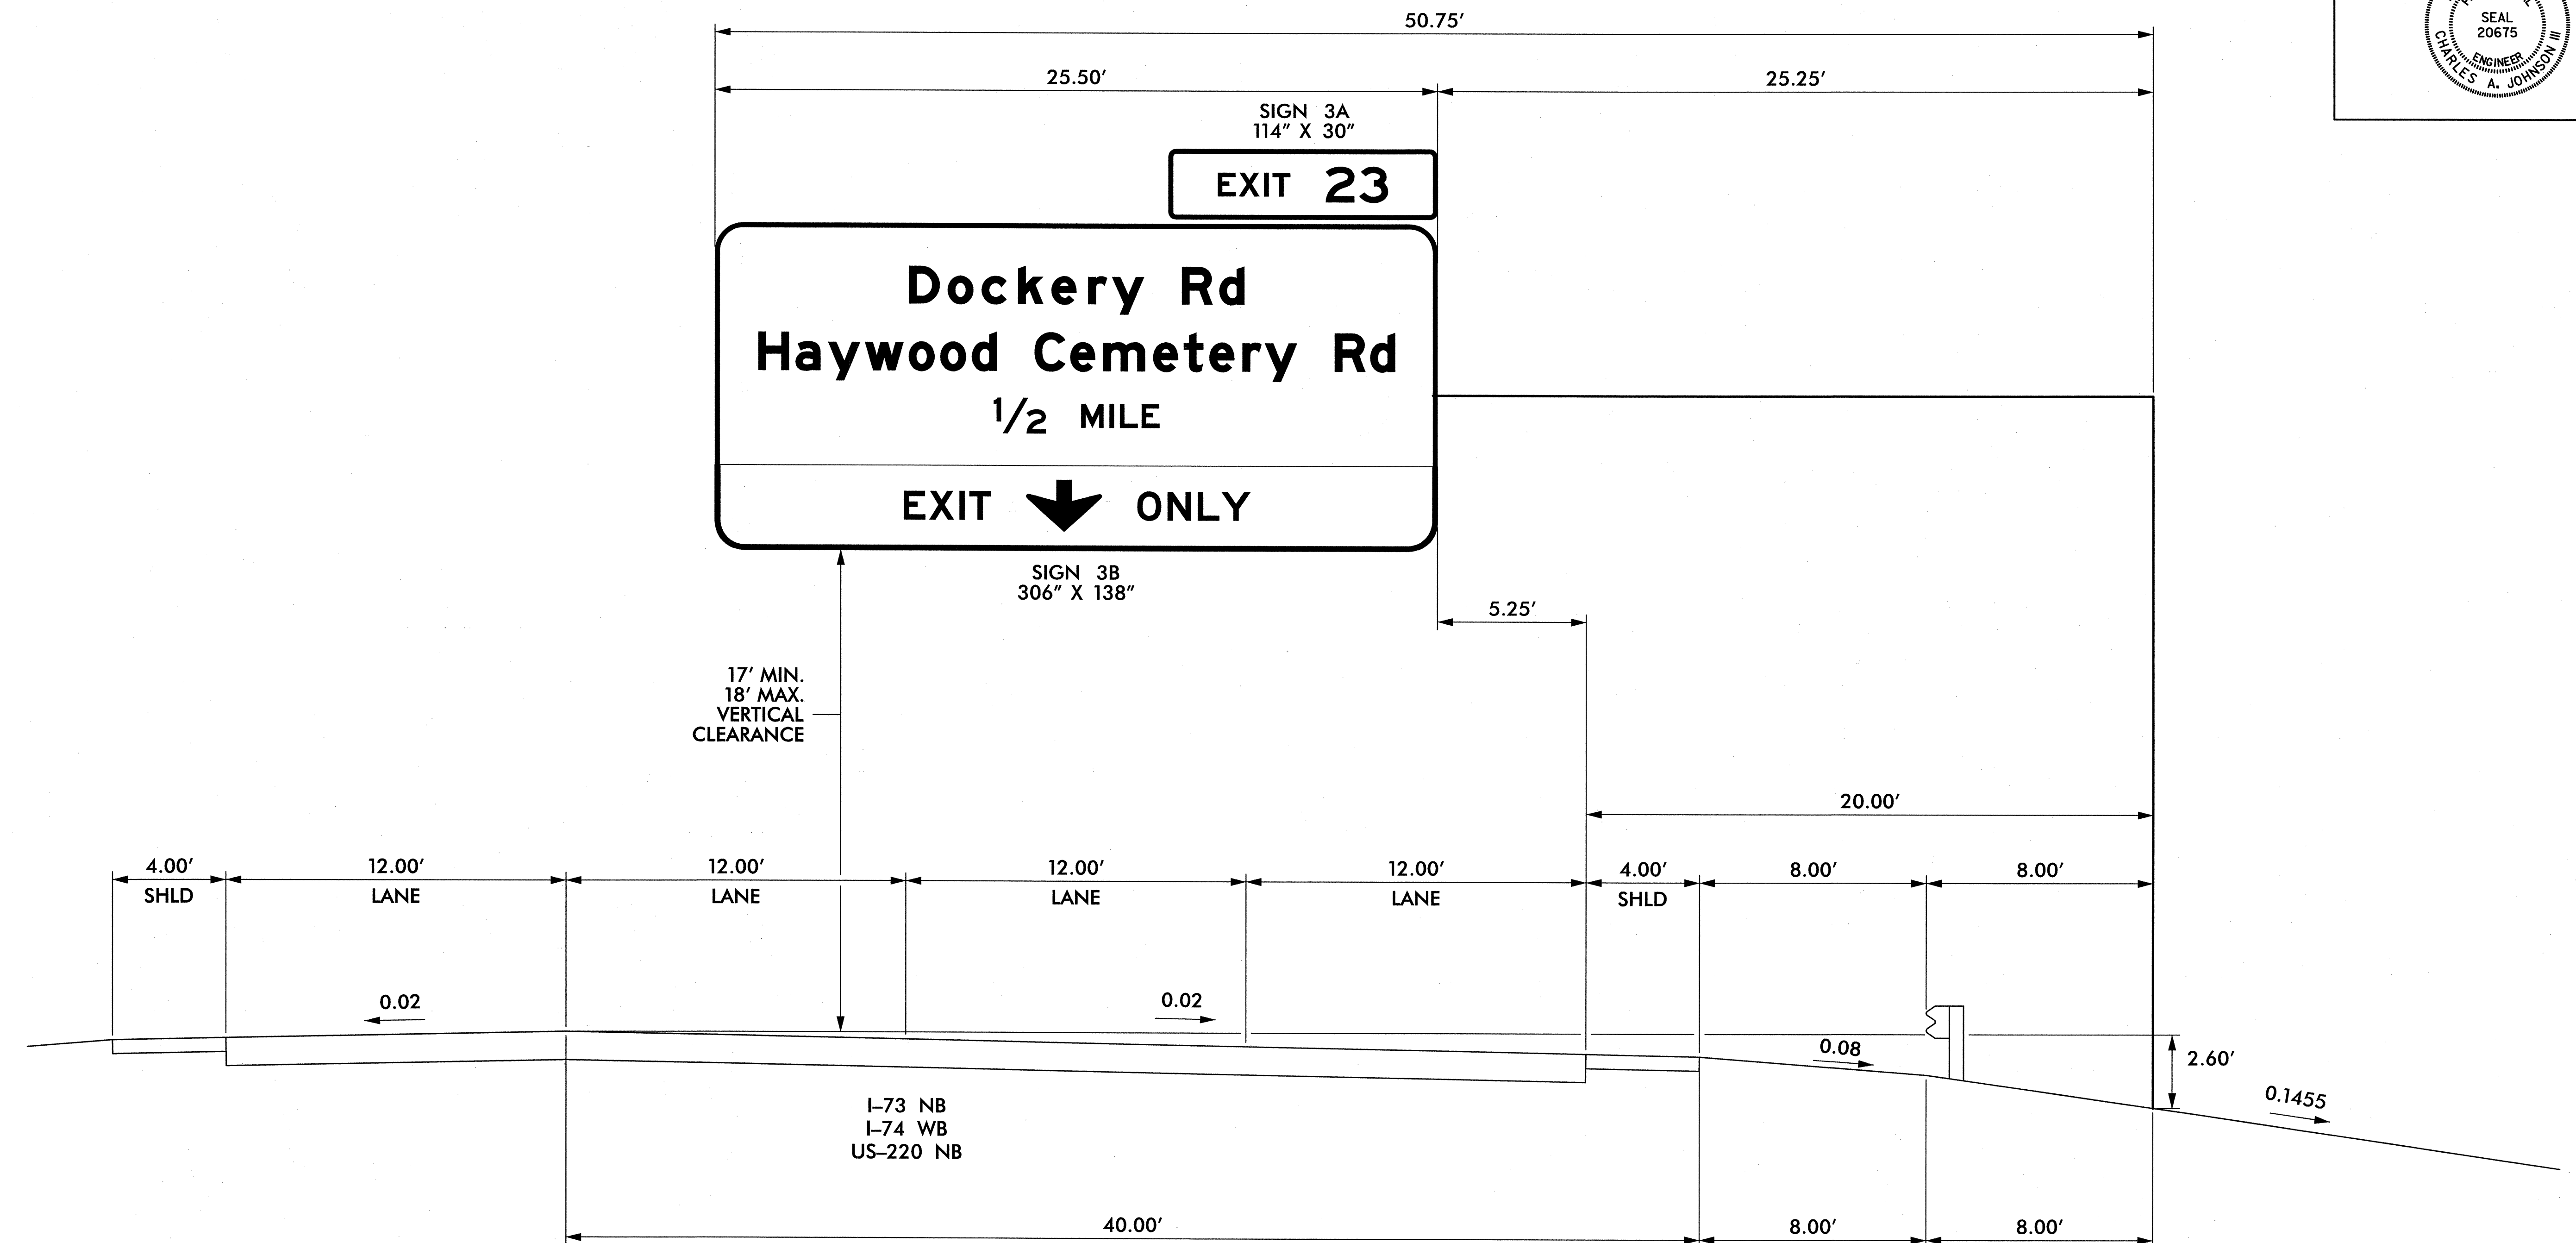 50.75'
25.50'
25.25'
SEAL
20675
ENGINEER
CHARLES A. JOHNSON III
SIGN 3A
114" X 30"
EXIT 23
Dockery Rd
Haywood Cemetery Rd
1/2 MILE
EXIT ONLY
SIGN 3B
306" X 138"
5.25'
17' MIN.
18' MAX.
VERTICAL
CLEARANCE
20.00'
4.00' 12.00' 12.00' 12.00' 12.00' 4.00' 8.00' 8.00'
SHLD LANE LANE LANE LANE SHLD
0.02 0.02
0.08
2.60'
0.1455
I–73 NB
I–74 WB
US–220 NB
40.00' 8.00' 8.00'